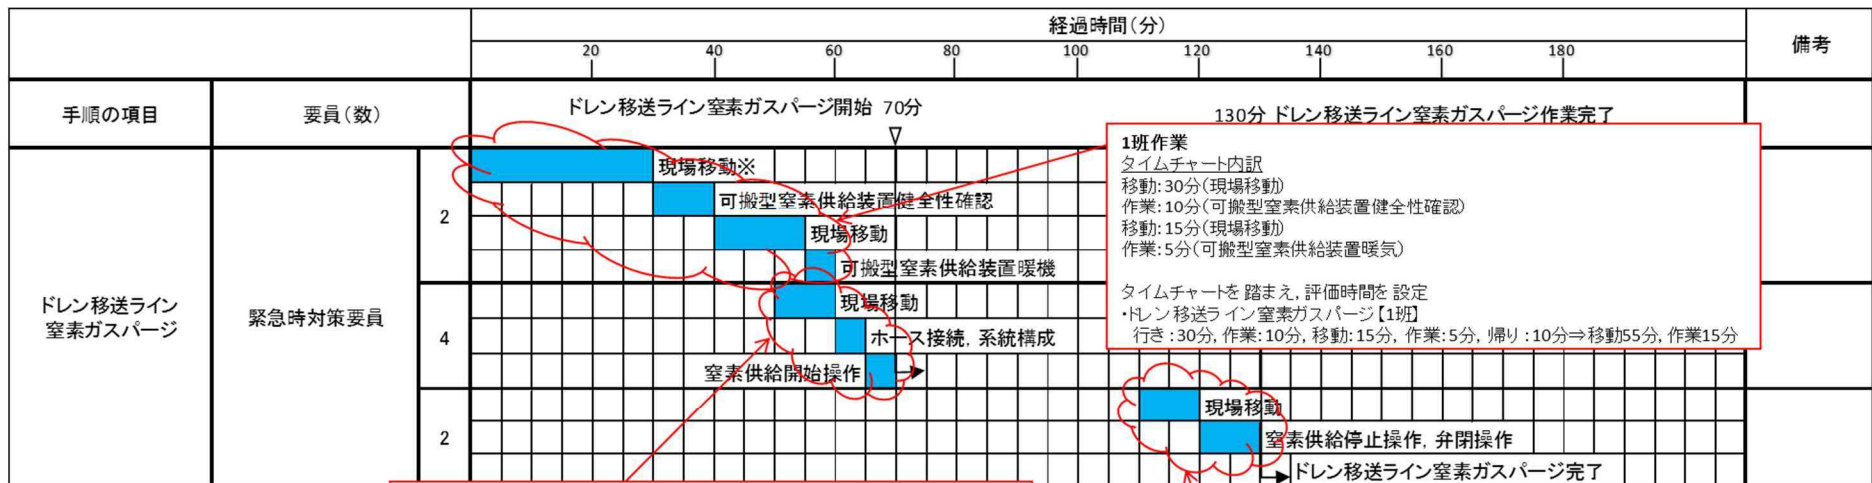 経過時間(分)
備考
20 40 60 80 100 120 140 160 180
手順の項目
要員(数)
ドレン移送ライン窒素ガスパージ開始 70分
130分 ドレン移送ライン窒素ガスパージ作業完了
ドレン移送ライン
窒素ガスパージ
緊急時対策要員
2
現場移動※
可搬型窒素供給装置健全性確認
現場移動
可搬型窒素供給装置暖機
4
現場移動
ホース接続,系統構成
窒素供給開始操作
2
現場移動
窒素供給停止操作,弁閉操作
ドレン移送ライン窒素ガスパージ完了
1班作業
タイムチャート内訳
移動:30分(現場移動)
作業:10分(可搬型窒素供給装置健全性確認)
移動:15分(現場移動)
作業:5分(可搬型窒素供給装置暖気)
タイムチャートを踏まえ,評価時間を設定
・ドレン移送ライン窒素ガスパージ【1班】
行き:30分,作業:10分,移動:15分,作業:5分,帰り:10分⇒移動55分,作業15分